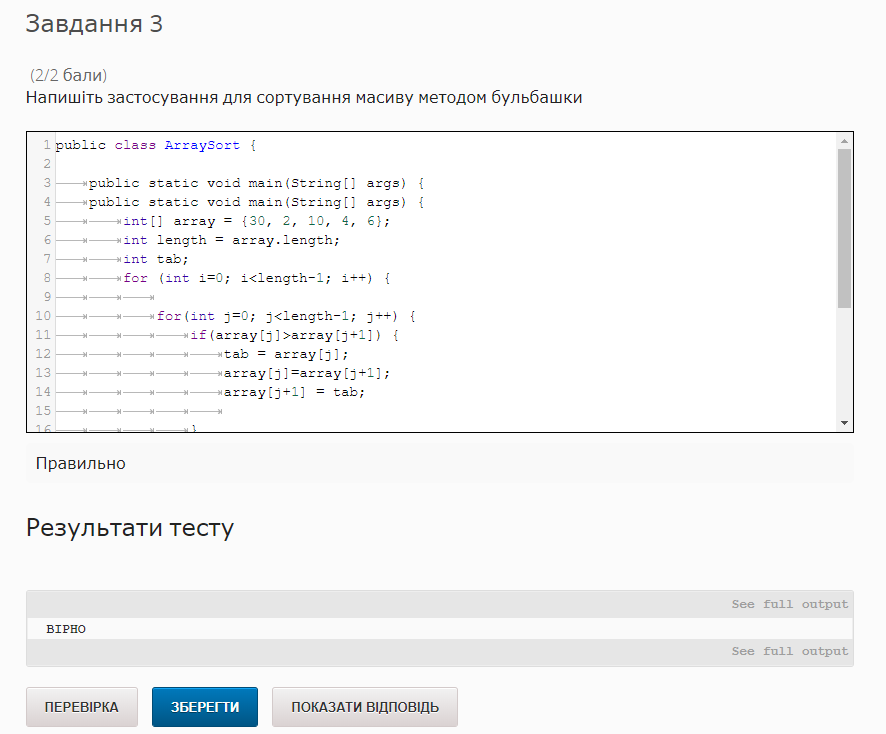 Завдання 3
(2/2 бали)
Напишіть застосування для сортування масиву методом бульбашки
1 public class ArraySort {
2
3 public static void main(String[] args) {
4 public static void main(String[] args) {
5 int[] array = {30, 2, 10, 4, 6};
6 int length = array.length;
7 int tab;
8 for (int i=0; i<length-1; i++) {
9
10 for(int j=0; j<length-1; j++) {
11 if(array[j]>array[j+1]) {
12 tab = array[j];
13 array[j]=array[j+1];
14 array[j+1] = tab;
15
16 }
Правильно
Результати тесту
See full output
ВІРНО
See full output
ПЕРЕВІРКА ЗБЕРЕГТИ ПОКАЗАТИ ВІДПОВІДЬ